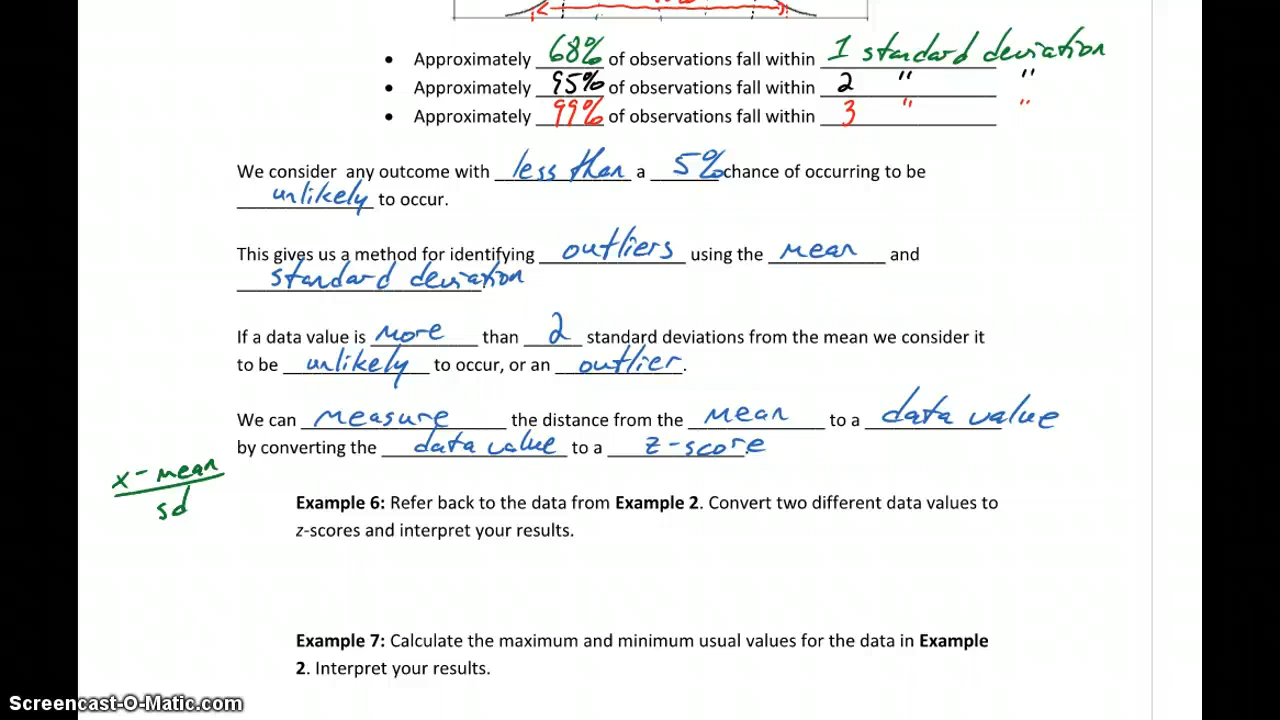 • Approximately 68% of observations fall within 1 standard deviation
• Approximately 95% of observations fall within 2 " "
• Approximately 99% of observations fall within 3 " "
We consider any outcome with less than a 5% chance of occurring to be
unlikely to occur.
This gives us a method for identifying outliers using the mean and
standard deviation
If a data value is more than 2 standard deviations from the mean we consider it
to be unlikely to occur, or an outlier.
We can measure the distance from the mean to a data value
by converting the data value to a z-score.
x - mean
sd
Example 6: Refer back to the data from Example 2. Convert two different data values to
z-scores and interpret your results.
Example 7: Calculate the maximum and minimum usual values for the data in Example
2. Interpret your results.
Screencast-O-Matic.com